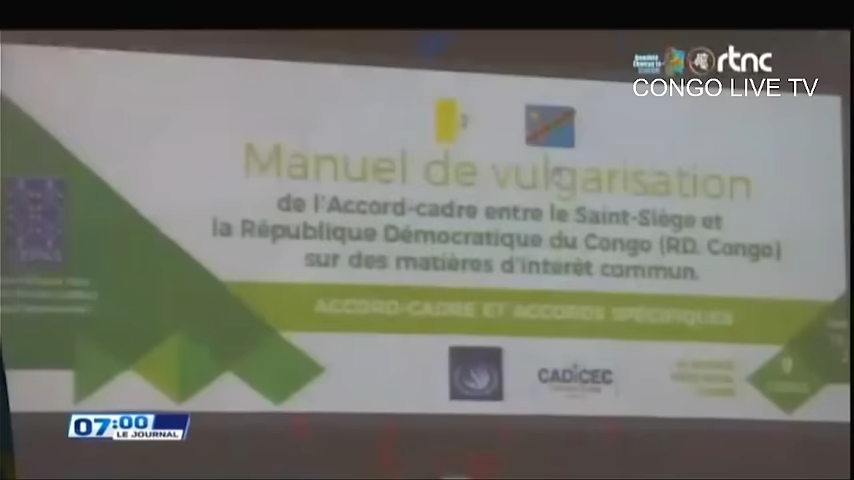 rtnc
CONGO LIVE TV
Manuel de vulgarisation
de l'Accord-cadre entre le Saint-Siège et
la République Démocratique du Congo (RD. Congo)
sur des matières d'intérêt commun.
ACCORD-CADRE ET ACCORDS SPÉCIFIQUES
CADICEC
07:00
LE JOURNAL